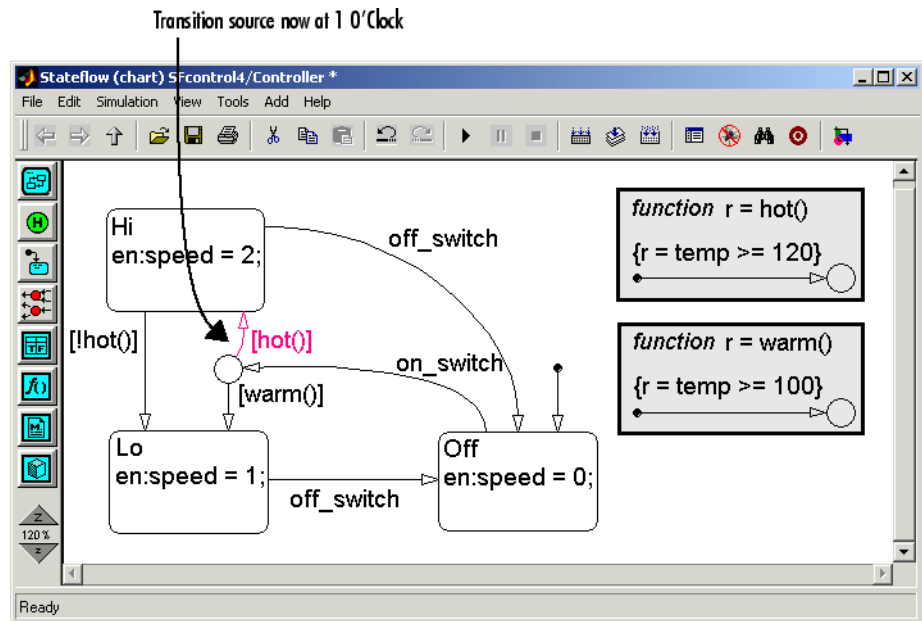 Transition source now at 1 O'Clock
Stateflow (chart) SFcontrol4/Controller *
File Edit Simulation View Tools Add Help
Hi
en:speed = 2;
off_switch
function r = hot()
{r = temp >= 120}
[!hot()]
[hot()]
on_switch
[warm()]
function r = warm()
{r = temp >= 100}
Lo
en:speed = 1;
off_switch
Off
en:speed = 0;
H
TF
f()
M
Z
120%
z
Ready